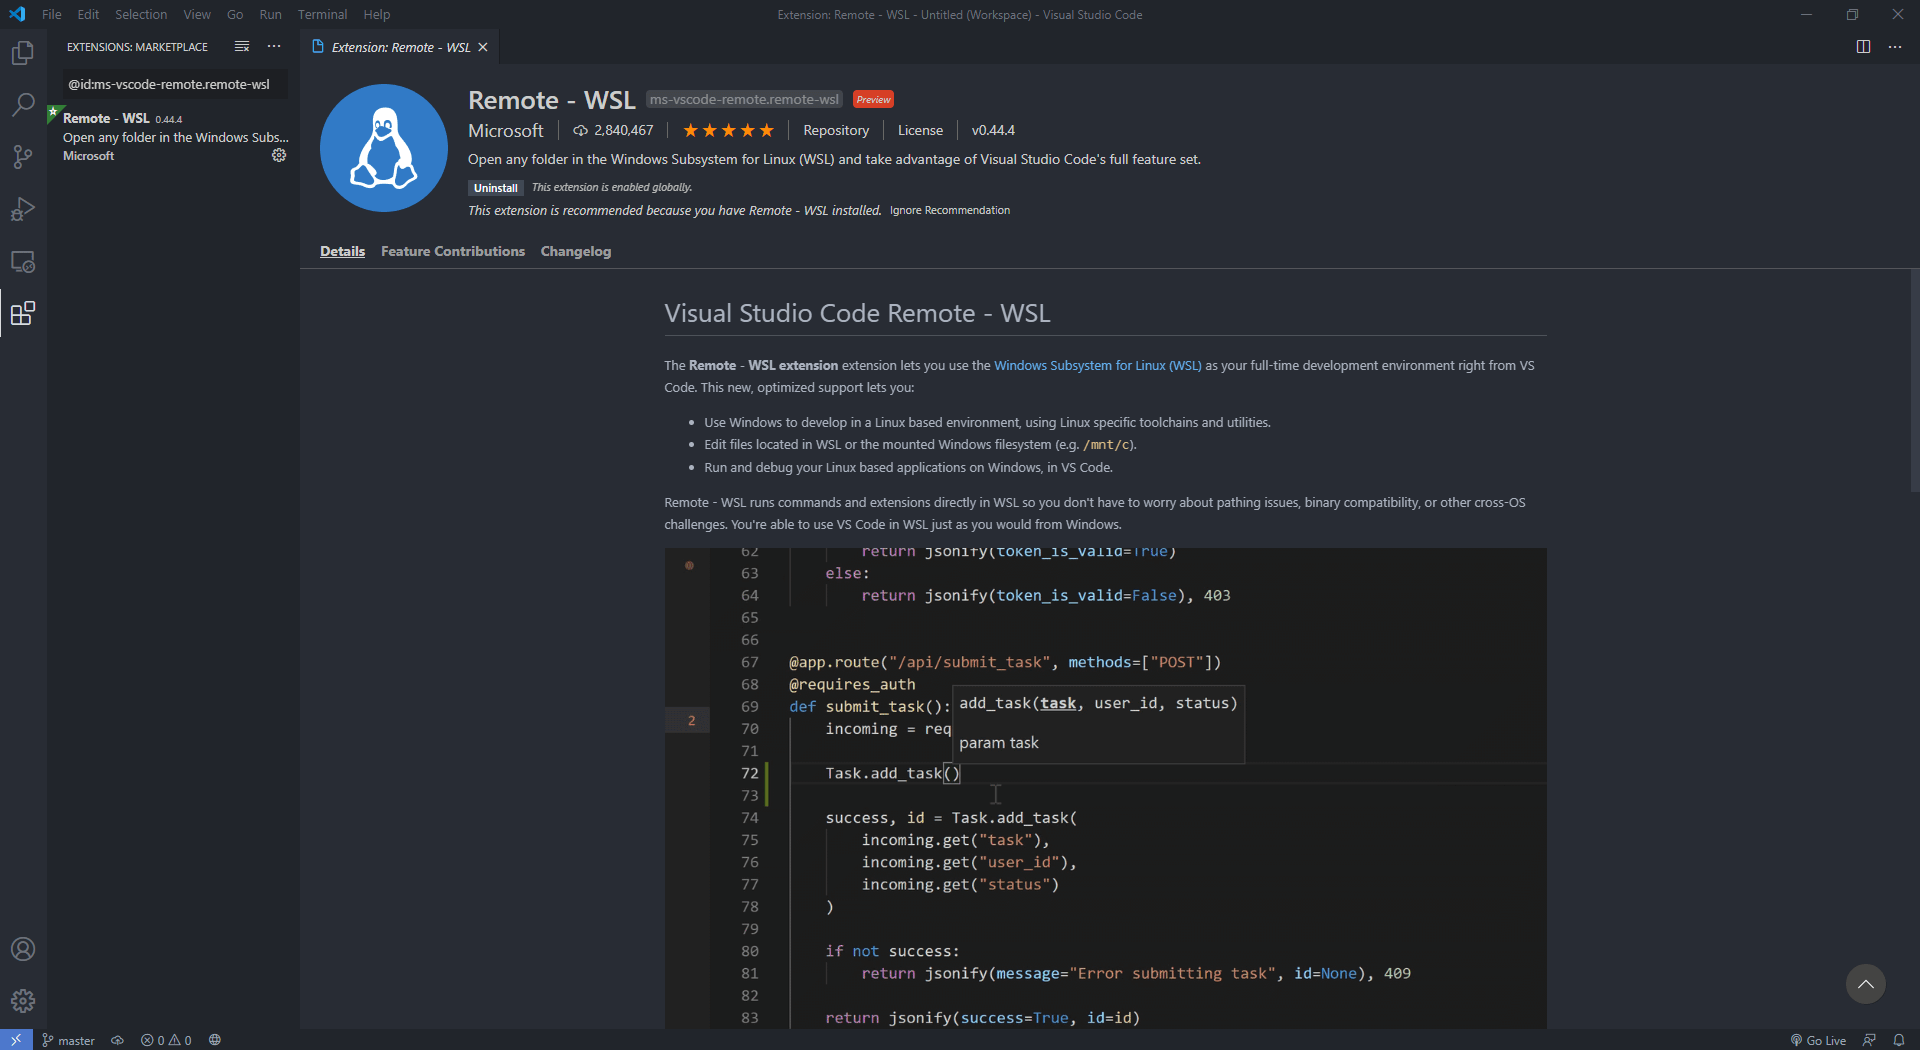 File Edit Selection View Go Run Terminal Help
Extension: Remote - WSL - Untitled (Workspace) - Visual Studio Code
EXTENSIONS: MARKETPLACE
@id:ms-vscode-remote.remote-wsl
Remote - WSL 0.44.4
Open any folder in the Windows Subs...
Microsoft
Extension: Remote - WSL
Remote - WSL ms-vscode-remote.remote-wsl Preview
Microsoft 2,840,467 Repository License v0.44.4
Open any folder in the Windows Subsystem for Linux (WSL) and take advantage of Visual Studio Code's full feature set.
Uninstall This extension is enabled globally.
This extension is recommended because you have Remote - WSL installed. Ignore Recommendation
Details Feature Contributions Changelog
Visual Studio Code Remote - WSL
The Remote - WSL extension extension lets you use the Windows Subsystem for Linux (WSL) as your full-time development environment right from VS
Code. This new, optimized support lets you:
• Use Windows to develop in a Linux based environment, using Linux specific toolchains and utilities.
• Edit files located in WSL or the mounted Windows filesystem (e.g. /mnt/c).
• Run and debug your Linux based applications on Windows, in VS Code.
Remote - WSL runs commands and extensions directly in WSL so you don't have to worry about pathing issues, binary compatibility, or other cross-OS
challenges. You're able to use VS Code in WSL just as you would from Windows.
62 return jsonify(token_is_valid=True)
63 else:
64 return jsonify(token_is_valid=False), 403
65
66
67 @app.route("/api/submit_task", methods=["POST"])
68 @requires_auth
69 def submit_task():
add_task(task, user_id, status)
2
70 incoming = req
param task
71
72 Task.add_task()
73
74 success, id = Task.add_task(
75 incoming.get("task"),
76 incoming.get("user_id"),
77 incoming.get("status")
78 )
79
80 if not success:
81 return jsonify(message="Error submitting task", id=None), 409
82
83 return jsonify(success=True, id=id)
master 0 0 Go Live